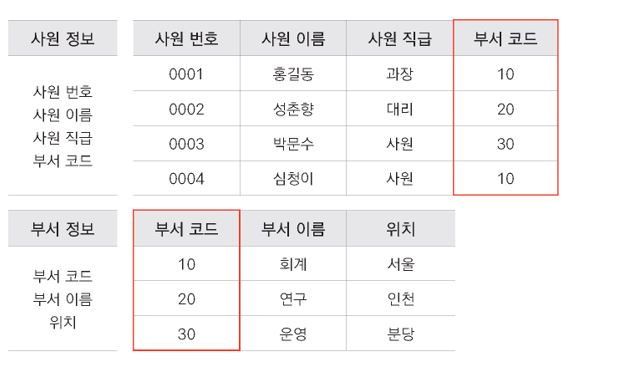 사원 정보 사원 번호 사원 이름 사원 직급 부서 코드
사원 번호
사원 이름
사원 직급
부서 코드
0001 홍길동 과장 10
0002 성춘향 대리 20
0003 박문수 사원 30
0004 심청이 사원 10
부서 정보 부서 코드 부서 이름 위치
부서 코드
부서 이름
위치
10 회계 서울
20 연구 인천
30 운영 분당